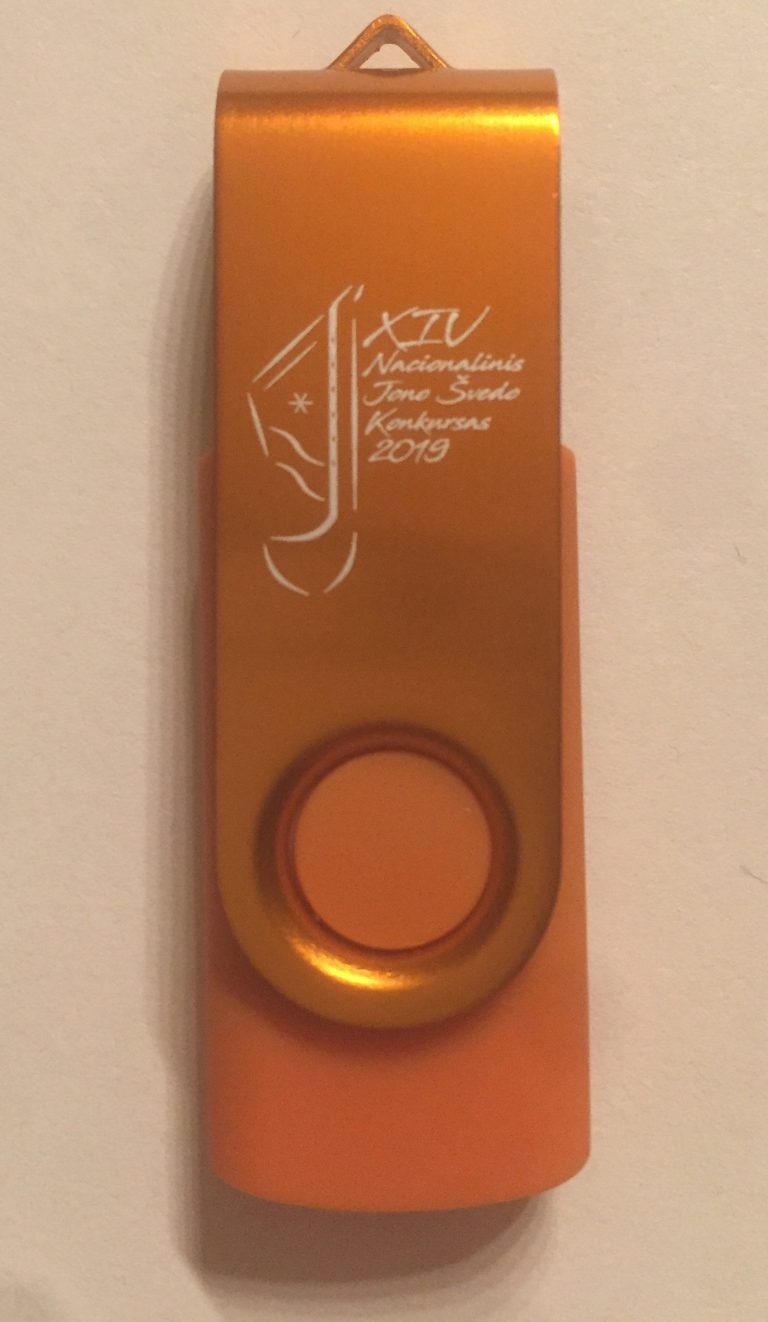 XIV
Nacionalinis
Jono Švedo
Konkursas
2019